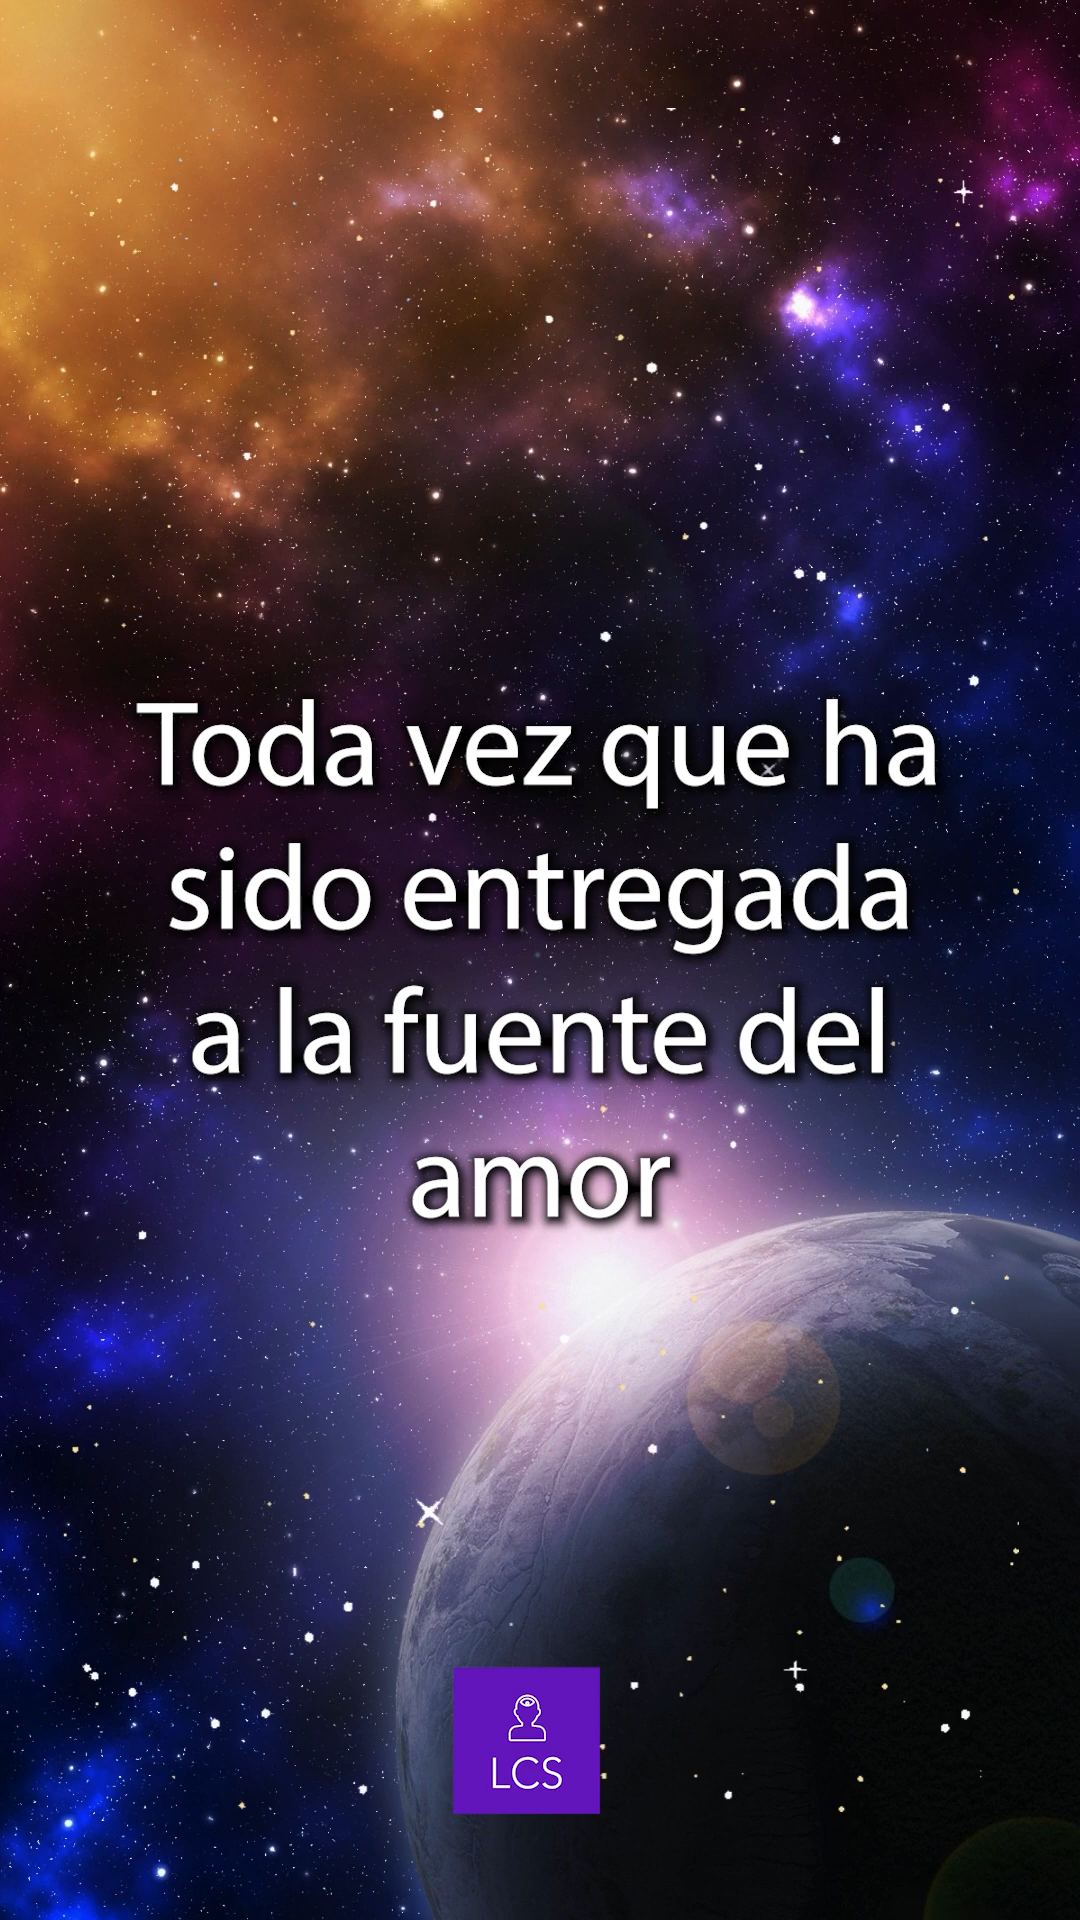 Toda vez que ha
sido entregada
a la fuente del
amor
LCS